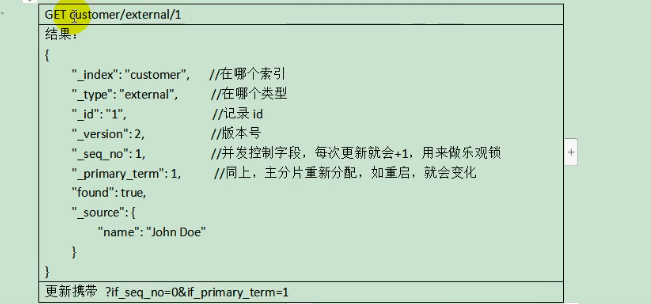 GET customer/external/1
结果：
{
"_index": "customer", //在哪个索引
"_type": "external", //在哪个类型
"_id": "1", //记录 id
"_version": 2, //版本号
"_seq_no": 1, //并发控制字段，每次更新就会+1，用来做乐观锁
"_primary_term": 1, //同上，主分片重新分配，如重启，就会变化
"found": true,
"_source": {
"name": "John Doe"
}
}
更新携带 ?if_seq_no=0&if_primary_term=1